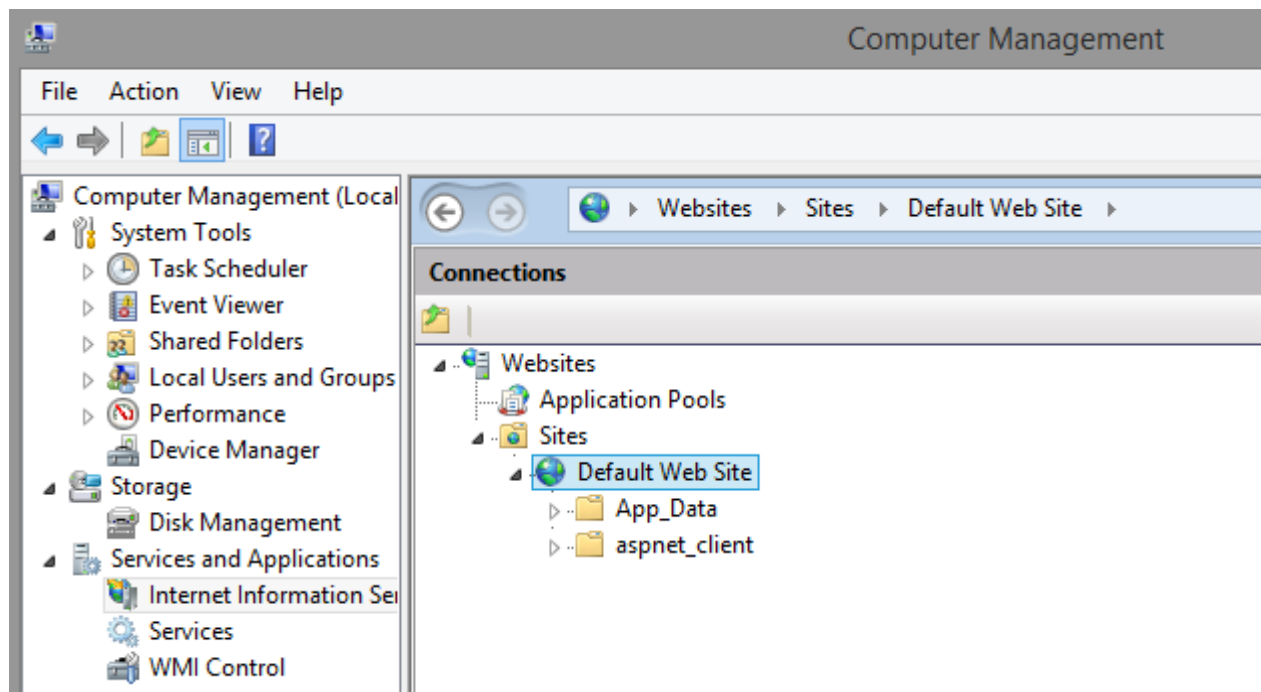 Computer Management
File Action View Help
Computer Management (Local
System Tools
Task Scheduler
Event Viewer
Shared Folders
Local Users and Groups
Performance
Device Manager
Storage
Disk Management
Services and Applications
Internet Information Ser
Services
WMI Control
Websites Sites Default Web Site
Connections
Websites
Application Pools
Sites
Default Web Site
App_Data
aspnet_client